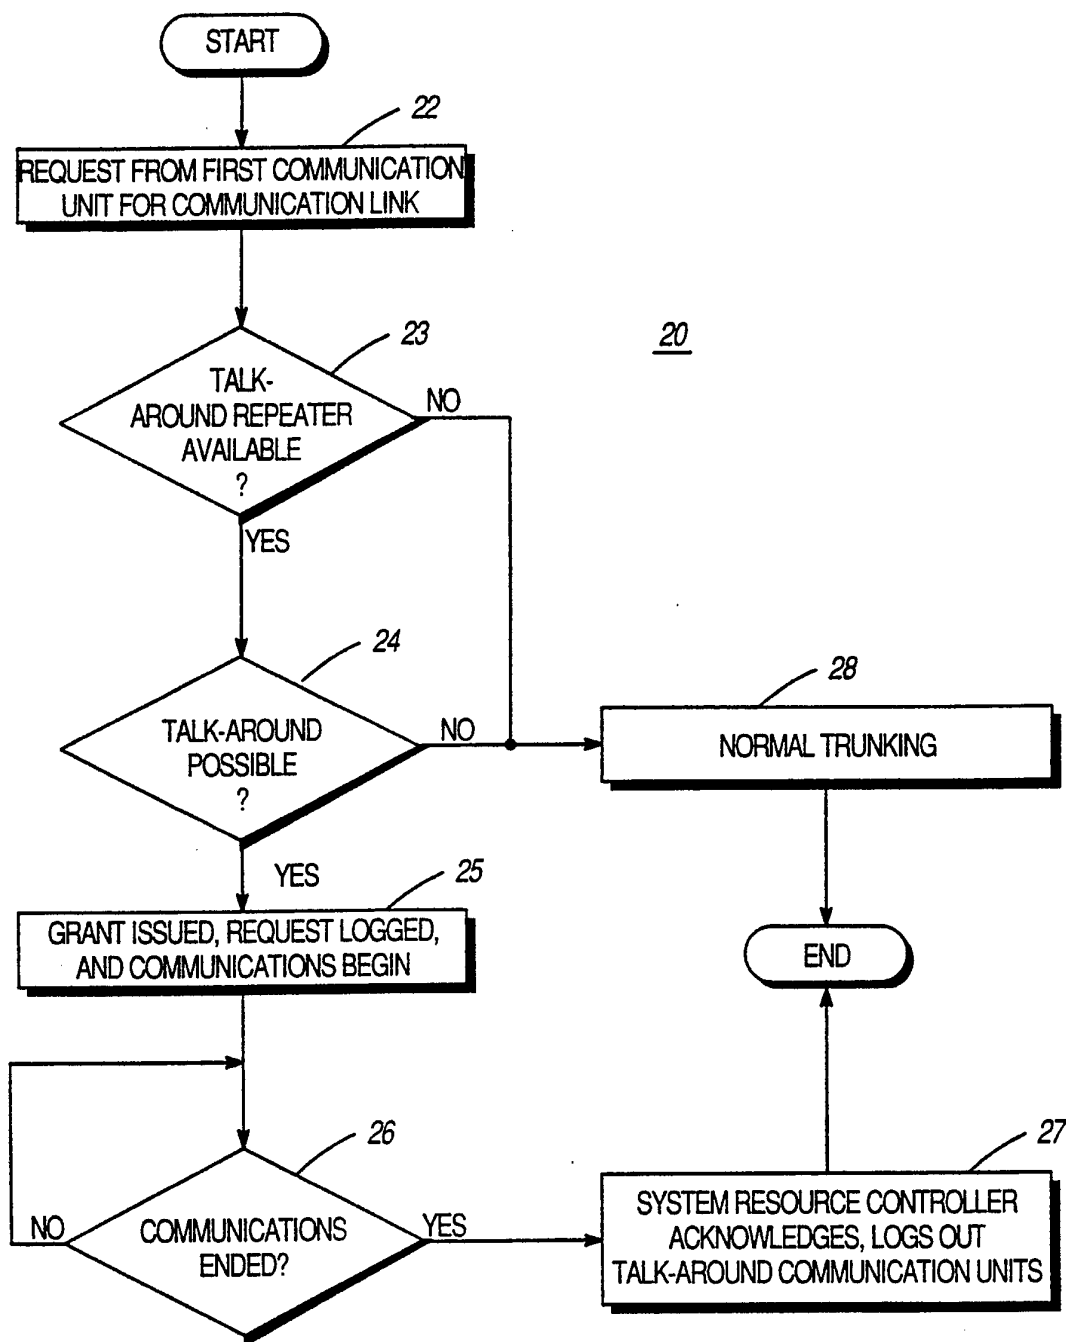 START
22
REQUEST FROM FIRST COMMUNICATION
UNIT FOR COMMUNICATION LINK
23
20
TALK-
AROUND REPEATER
AVAILABLE
?
NO
YES
24
28
TALK-AROUND
POSSIBLE
?
NO
NORMAL TRUNKING
YES
25
GRANT ISSUED, REQUEST LOGGED,
AND COMMUNICATIONS BEGIN
END
26
27
COMMUNICATIONS
ENDED?
NO
YES
SYSTEM RESOURCE CONTROLLER
ACKNOWLEDGES, LOGS OUT
TALK-AROUND COMMUNICATION UNITS